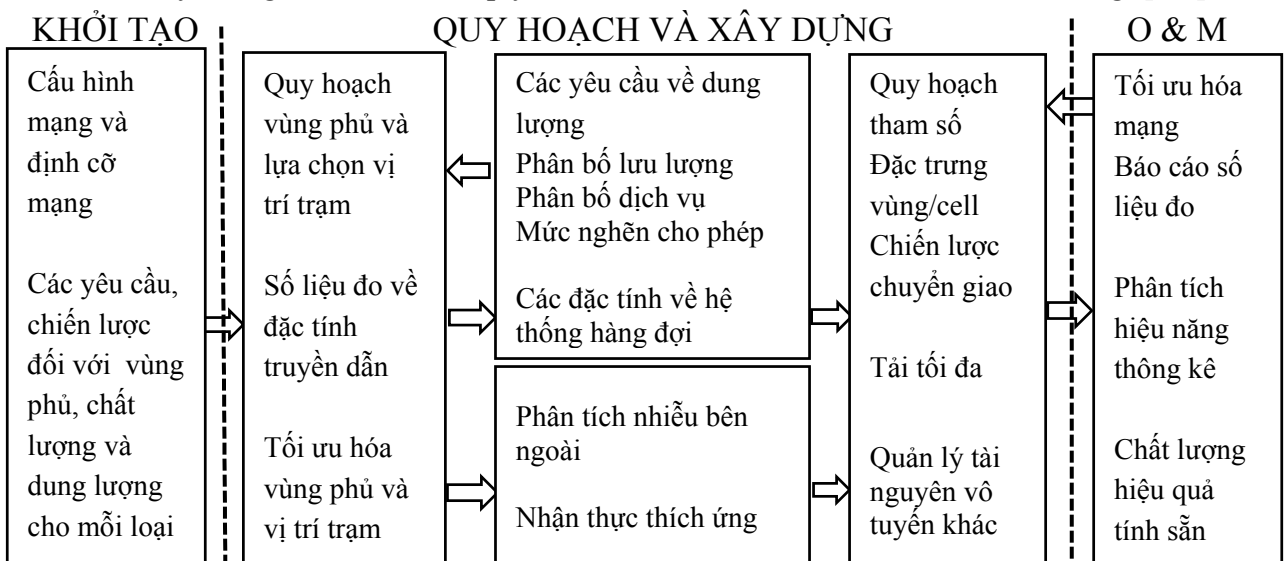 KHỞI TẠO
QUY HOẠCH VÀ XÂY DỰNG
O & M
Cấu hình
mạng và
định cỡ
mạng
Các yêu cầu,
chiến lược
đối với vùng
phủ, chất
lượng và
dung lượng
cho mỗi loại
Quy hoạch
vùng phủ và
lựa chọn vị
trí trạm
Số liệu đo về
đặc tính
truyền dẫn
Tối ưu hóa
vùng phủ và
vị trí trạm
Các yêu cầu về dung
lượng
Phân bố lưu lượng
Phân bố dịch vụ
Mức nghẽn cho phép
Các đặc tính về hệ
thống hàng đợi
Phân tích nhiễu bên
ngoài
Nhận thực thích ứng
Quy hoạch
tham số
Đặc trưng
vùng/cell
Chiến lược
chuyển giao
Tải tối đa
Quản lý tài
nguyên vô
tuyến khác
Tối ưu hóa
mạng
Báo cáo số
liệu đo
Phân tích
hiệu năng
thông kê
Chất lượng
hiệu quả
tính sẵn